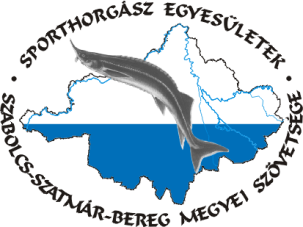 SPORTHORGÁSZ EGYESÜLETEK
SZABOLCS-SZATMÁR-BEREG MEGYEI SZÖVETSÉGE